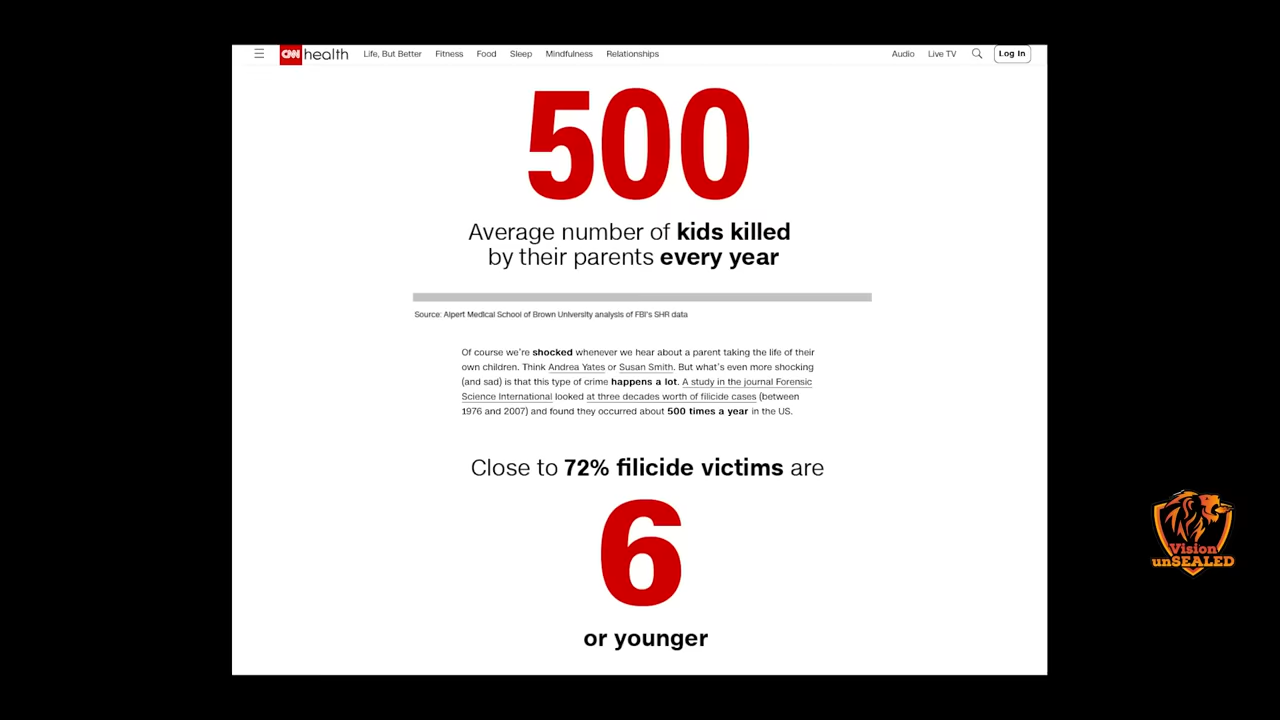 CNN health Life, But Better Fitness Food Sleep Mindfulness Relationships Audio Live TV Log In
500
Average number of kids killed
by their parents every year
Source: Alpert Medical School of Brown University analysis of FBI's SHR data
Of course we're shocked whenever we hear about a parent taking the life of their
own children. Think Andrea Yates or Susan Smith. But what's even more shocking
(and sad) is that this type of crime happens a lot. A study in the journal Forensic
Science International looked at three decades worth of filicide cases (between
1976 and 2007) and found they occurred about 500 times a year in the US.
Close to 72% filicide victims are
6
or younger
Vision
unSEALED